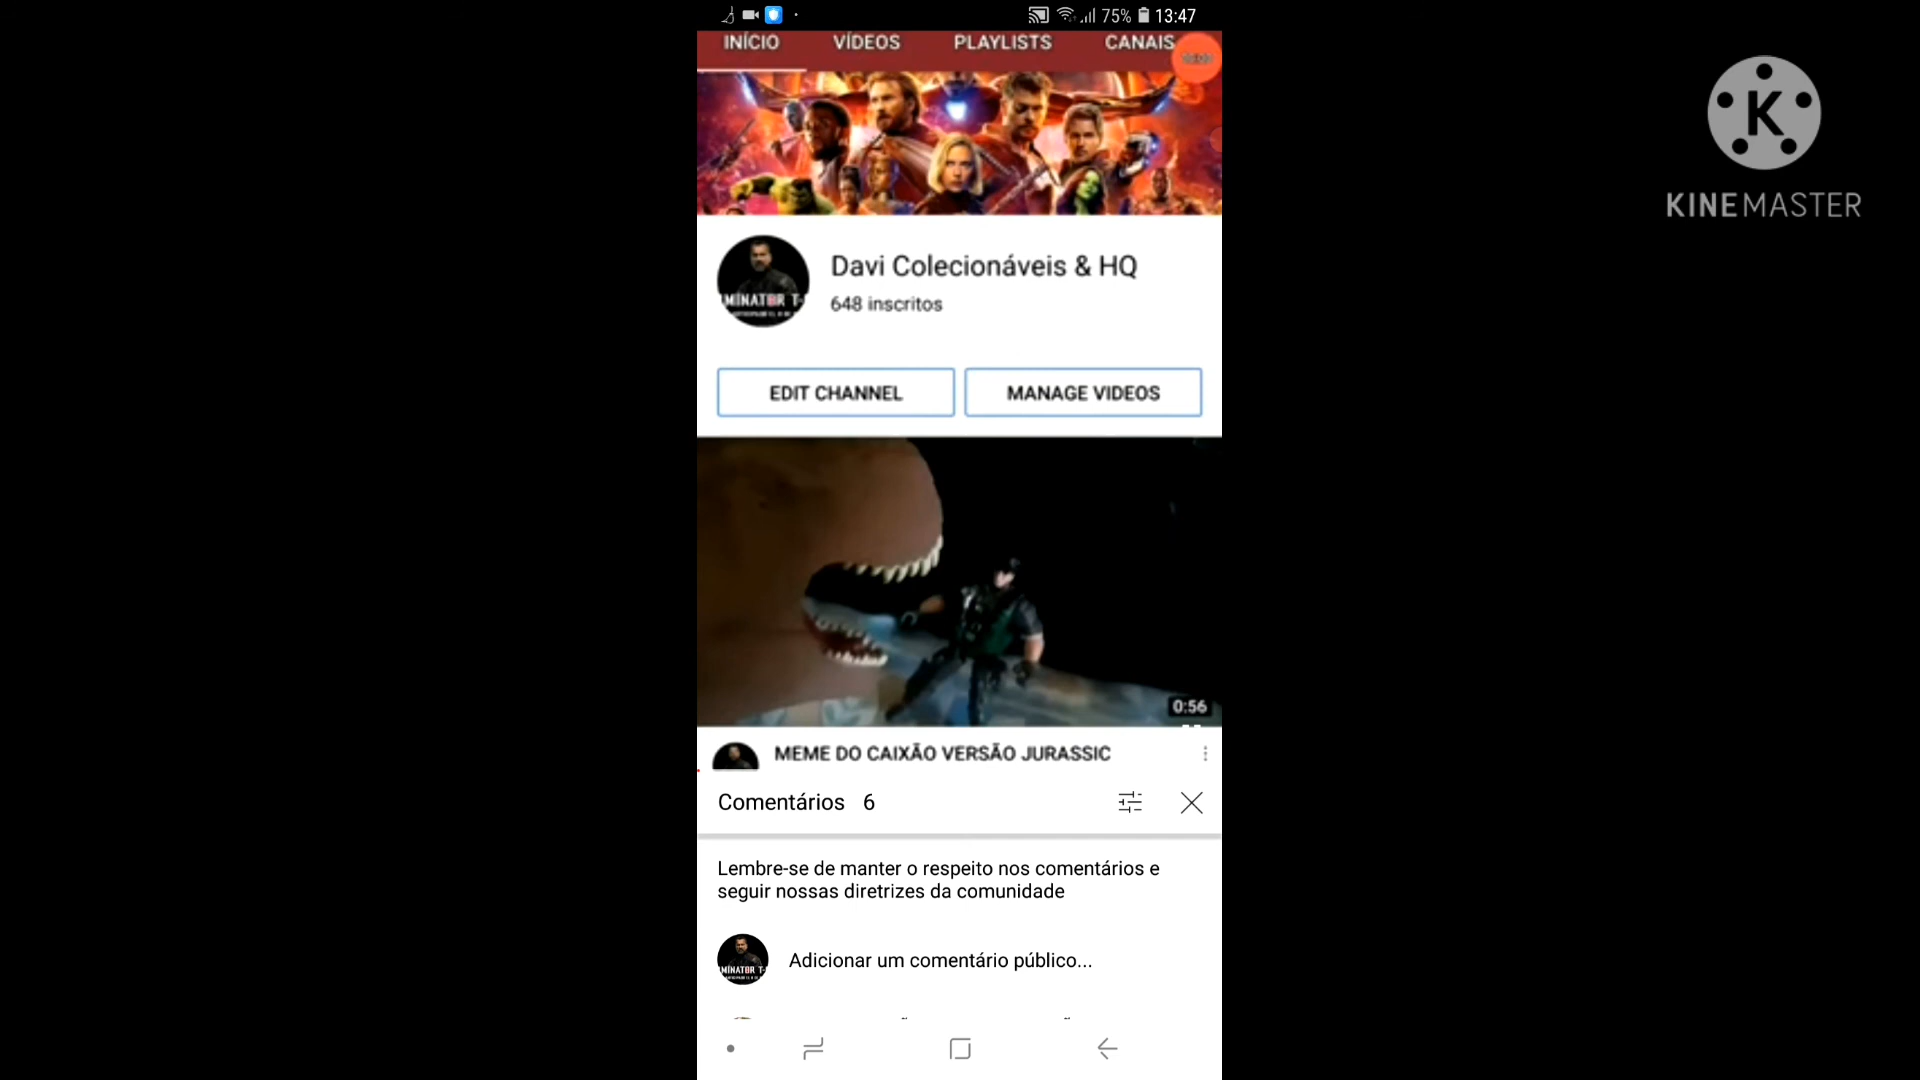 75% 13:47
INÍCIO VÍDEOS PLAYLISTS CANAIS
K
KINEMASTER
Davi Colecionáveis & HQ
MINATOR T-
648 inscritos
EDIT CHANNEL MANAGE VIDEOS
0:56
MEME DO CAIXÃO VERSÃO JURASSIC
Comentários 6
Lembre-se de manter o respeito nos comentários e
seguir nossas diretrizes da comunidade
MINATOR T-
Adicionar um comentário público...